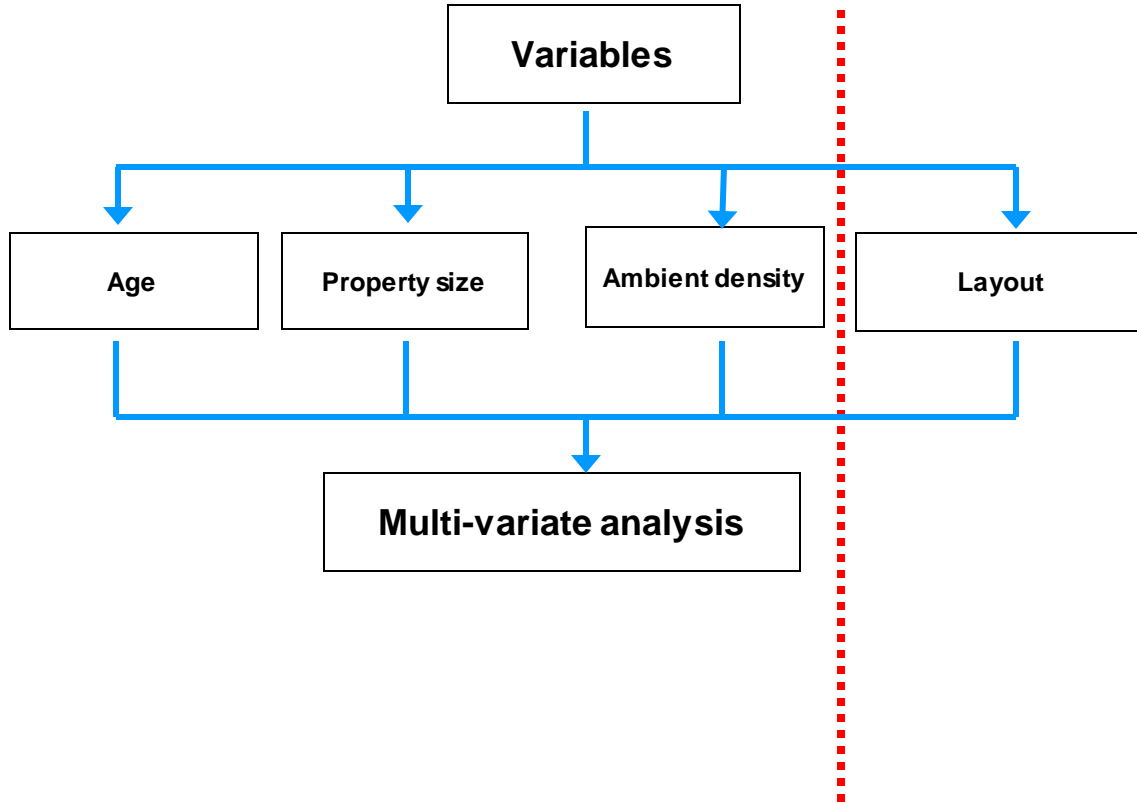 Variables
Age
Property size
Ambient density
Layout
Multi-variate analysis